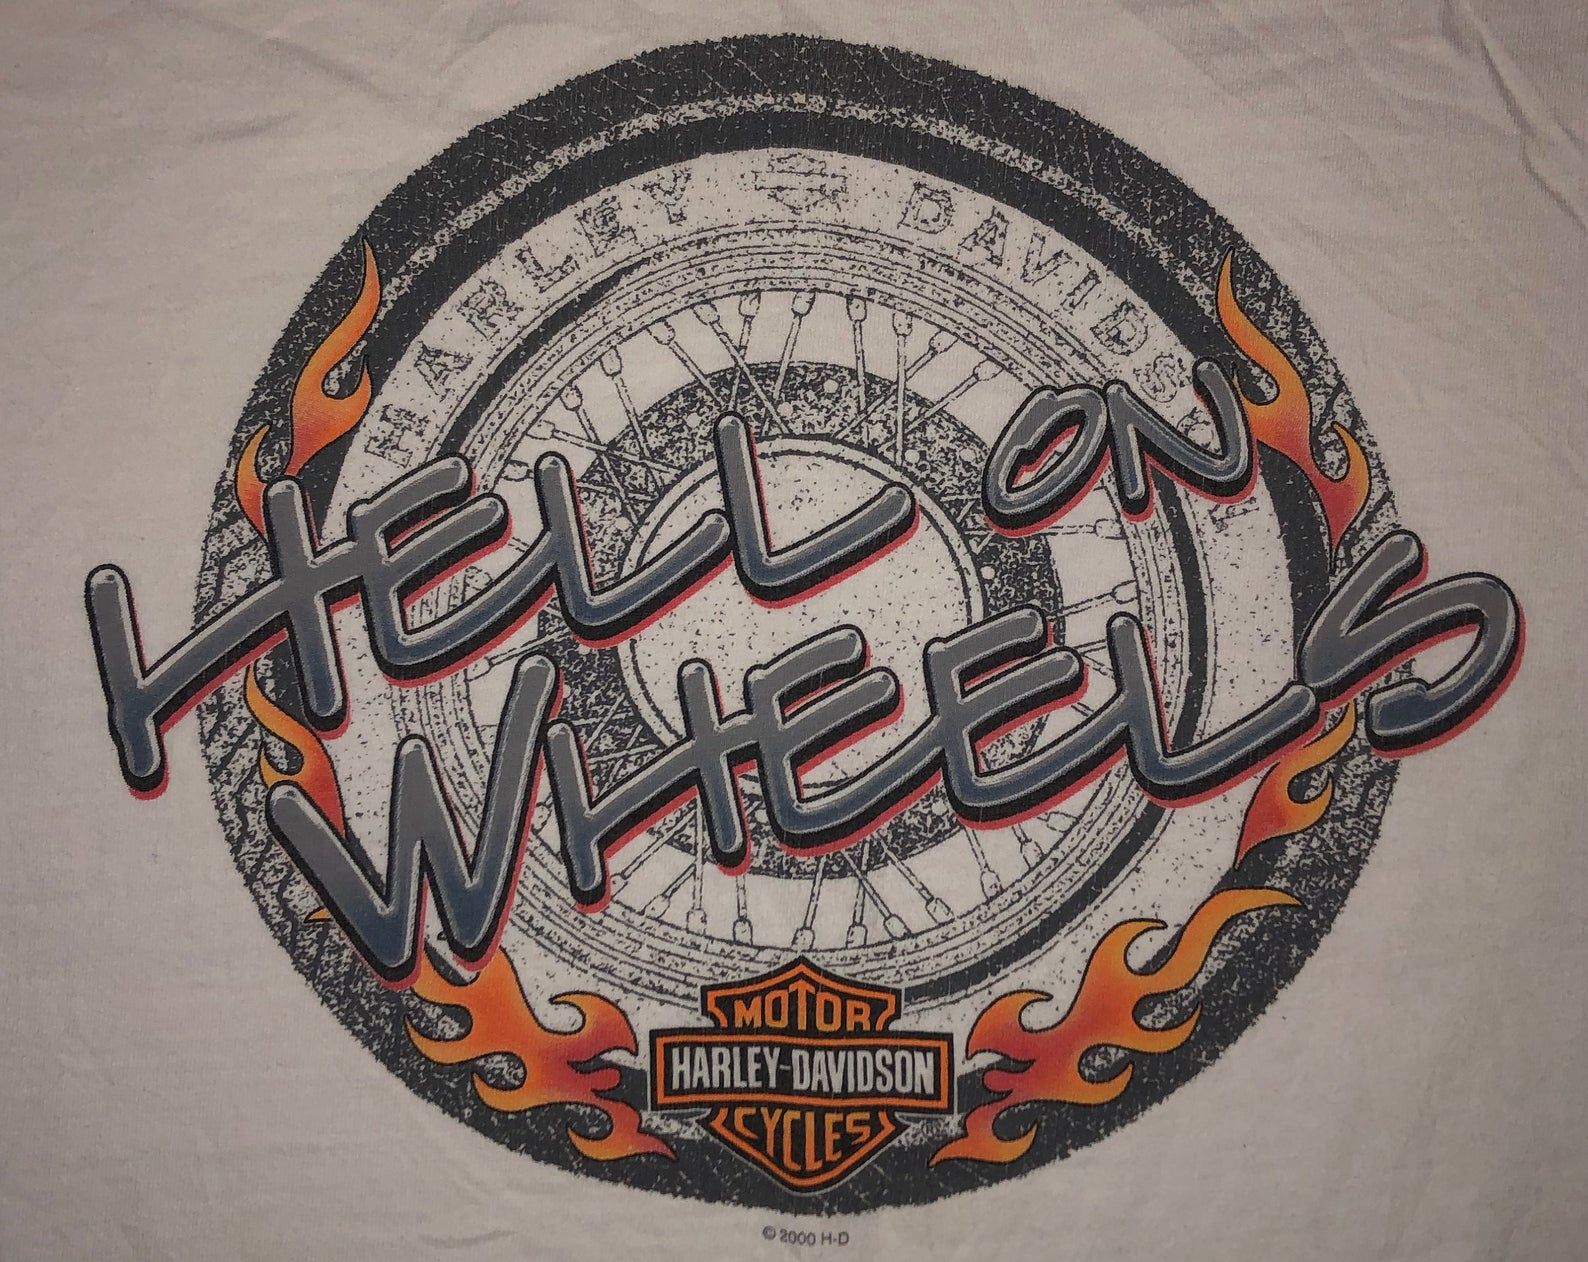 HARLEY DAVIDSON
HELL ON
WHEELS
MOTOR
HARLEY-DAVIDSON
CYCLES
®
© 2000 H-D